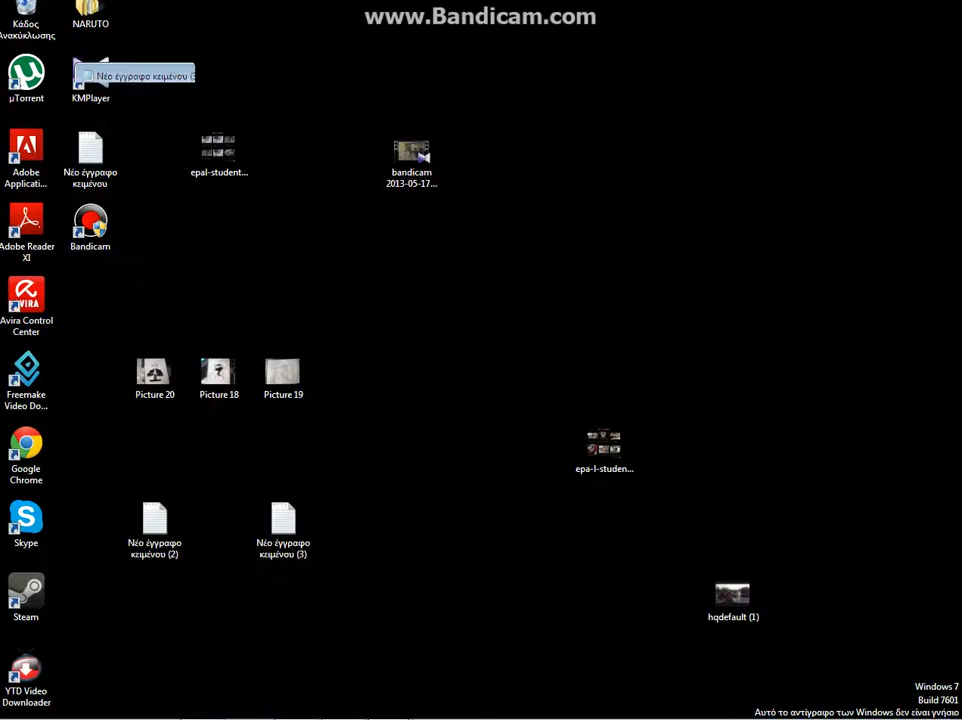 www.Bandicam.com
Κάδος
Ανακύκλωσης
NARUTO
μTorrent
Νέο έγγραφο κειμένου (3
KMPlayer
Adobe
Applicati...
Νέο έγγραφο
κειμένου
epal-student...
bandicam
2013-05-17...
Adobe Reader
XI
Bandicam
AVIRA
Avira Control
Center
Freemake
Video Do...
Picture 20
Picture 18
Picture 19
Google
Chrome
epa-l-studen...
Skype
Νέο έγγραφο
κειμένου (2)
Νέο έγγραφο
κειμένου (3)
Steam
hqdefault (1)
YTD Video
Downloader
Windows 7
Build 7601
Αυτό το αντίγραφο των Windows δεν είναι γνήσιο